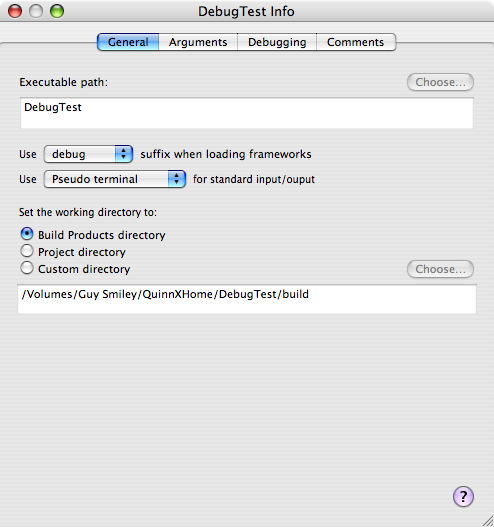 DebugTest Info
General Arguments Debugging Comments
Executable path: Choose...
DebugTest
Use debug suffix when loading frameworks
Use Pseudo terminal for standard input/ouput
Set the working directory to:
Build Products directory
Project directory
Custom directory Choose...
/Volumes/Guy Smiley/QuinnXHome/DebugTest/build
?